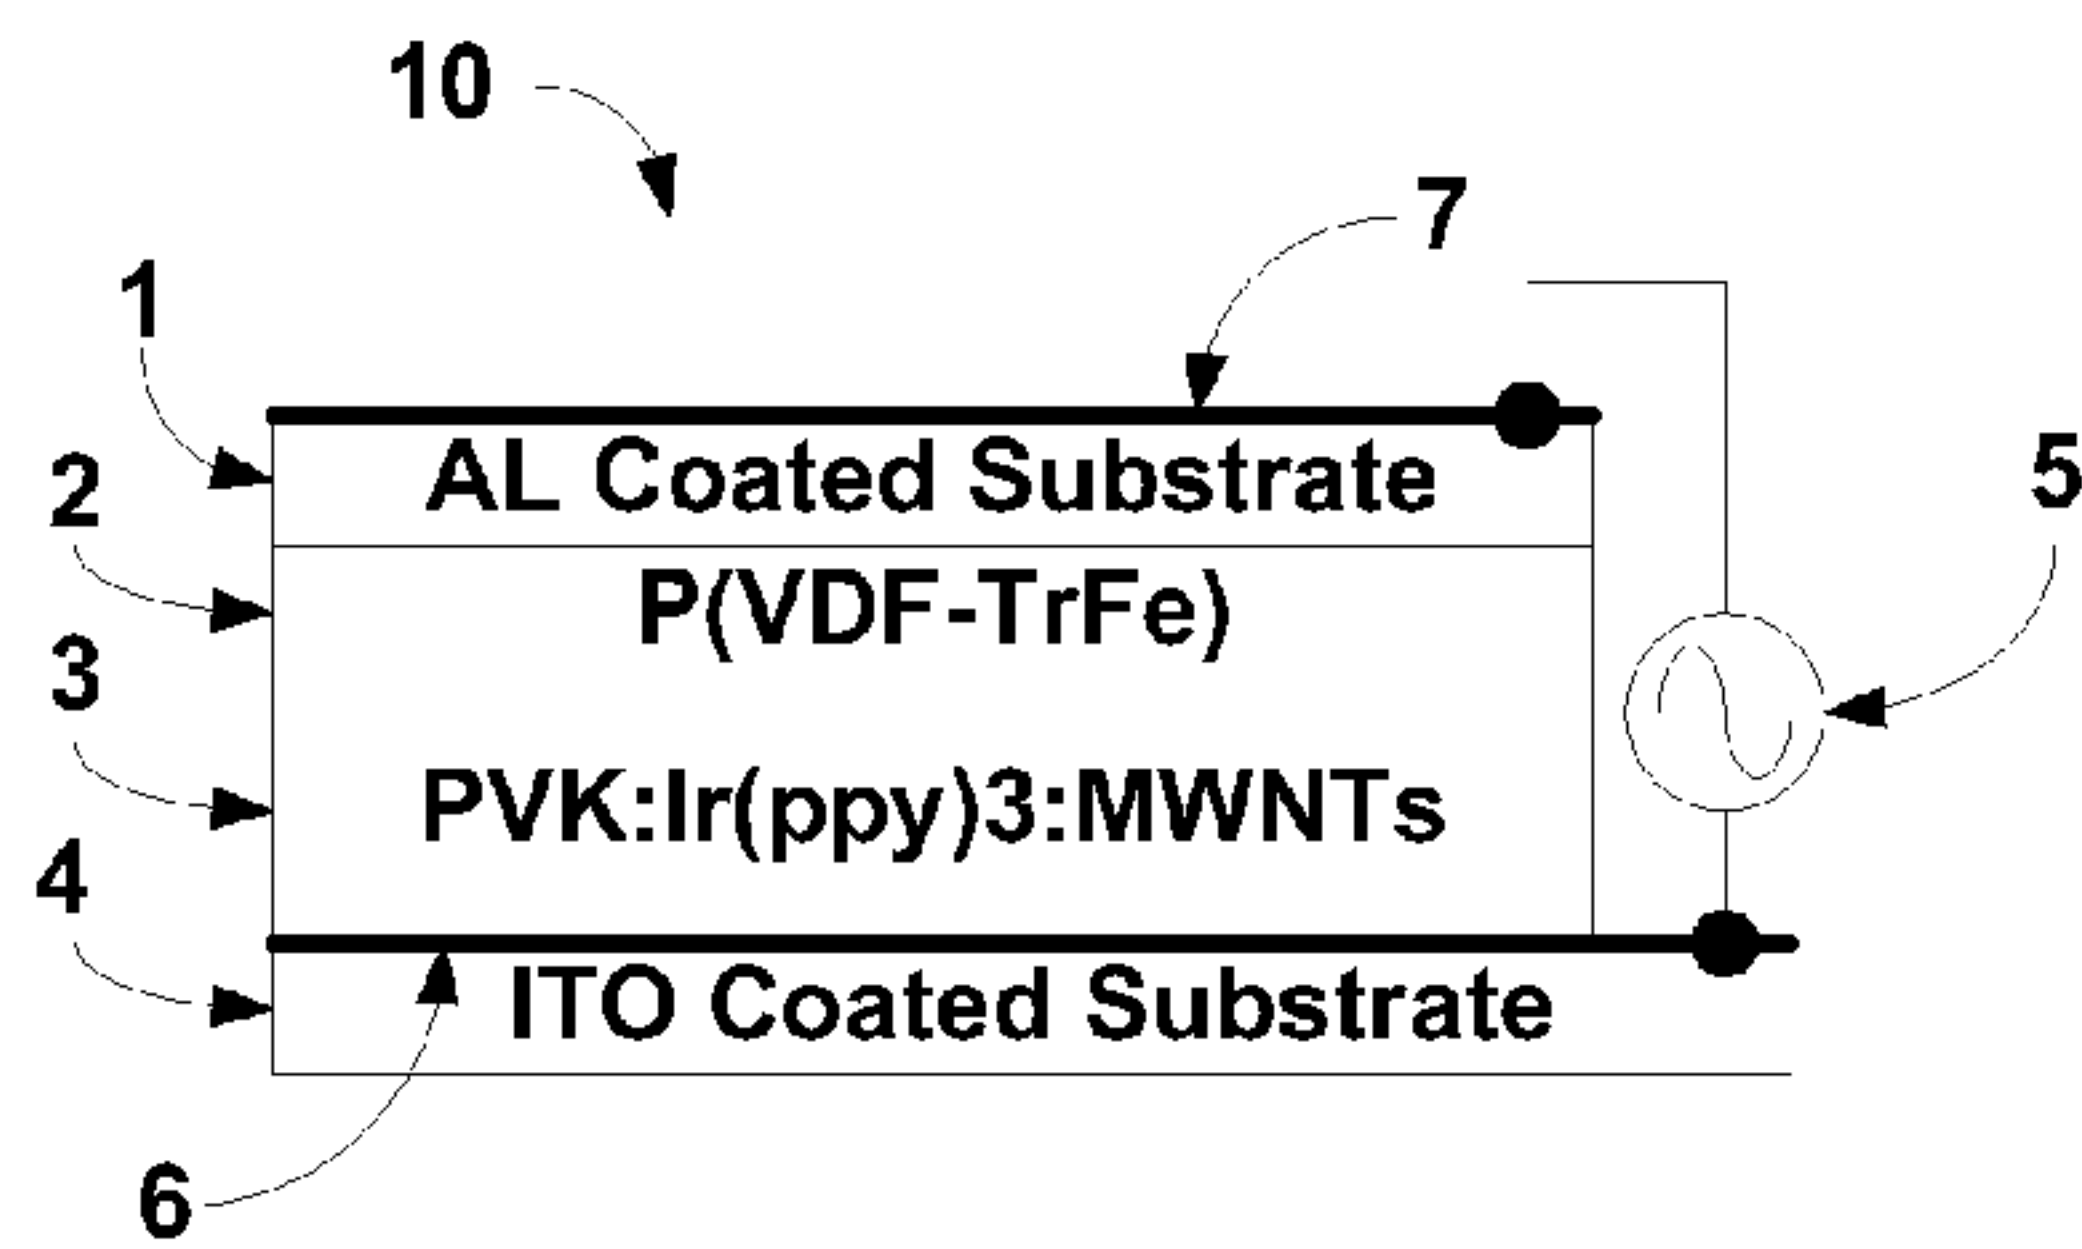 10
7
1
AL Coated Substrate
2
5
P(VDF-TrFe)
3
PVK:Ir(ppy)3:MWNTs
4
ITO Coated Substrate
6